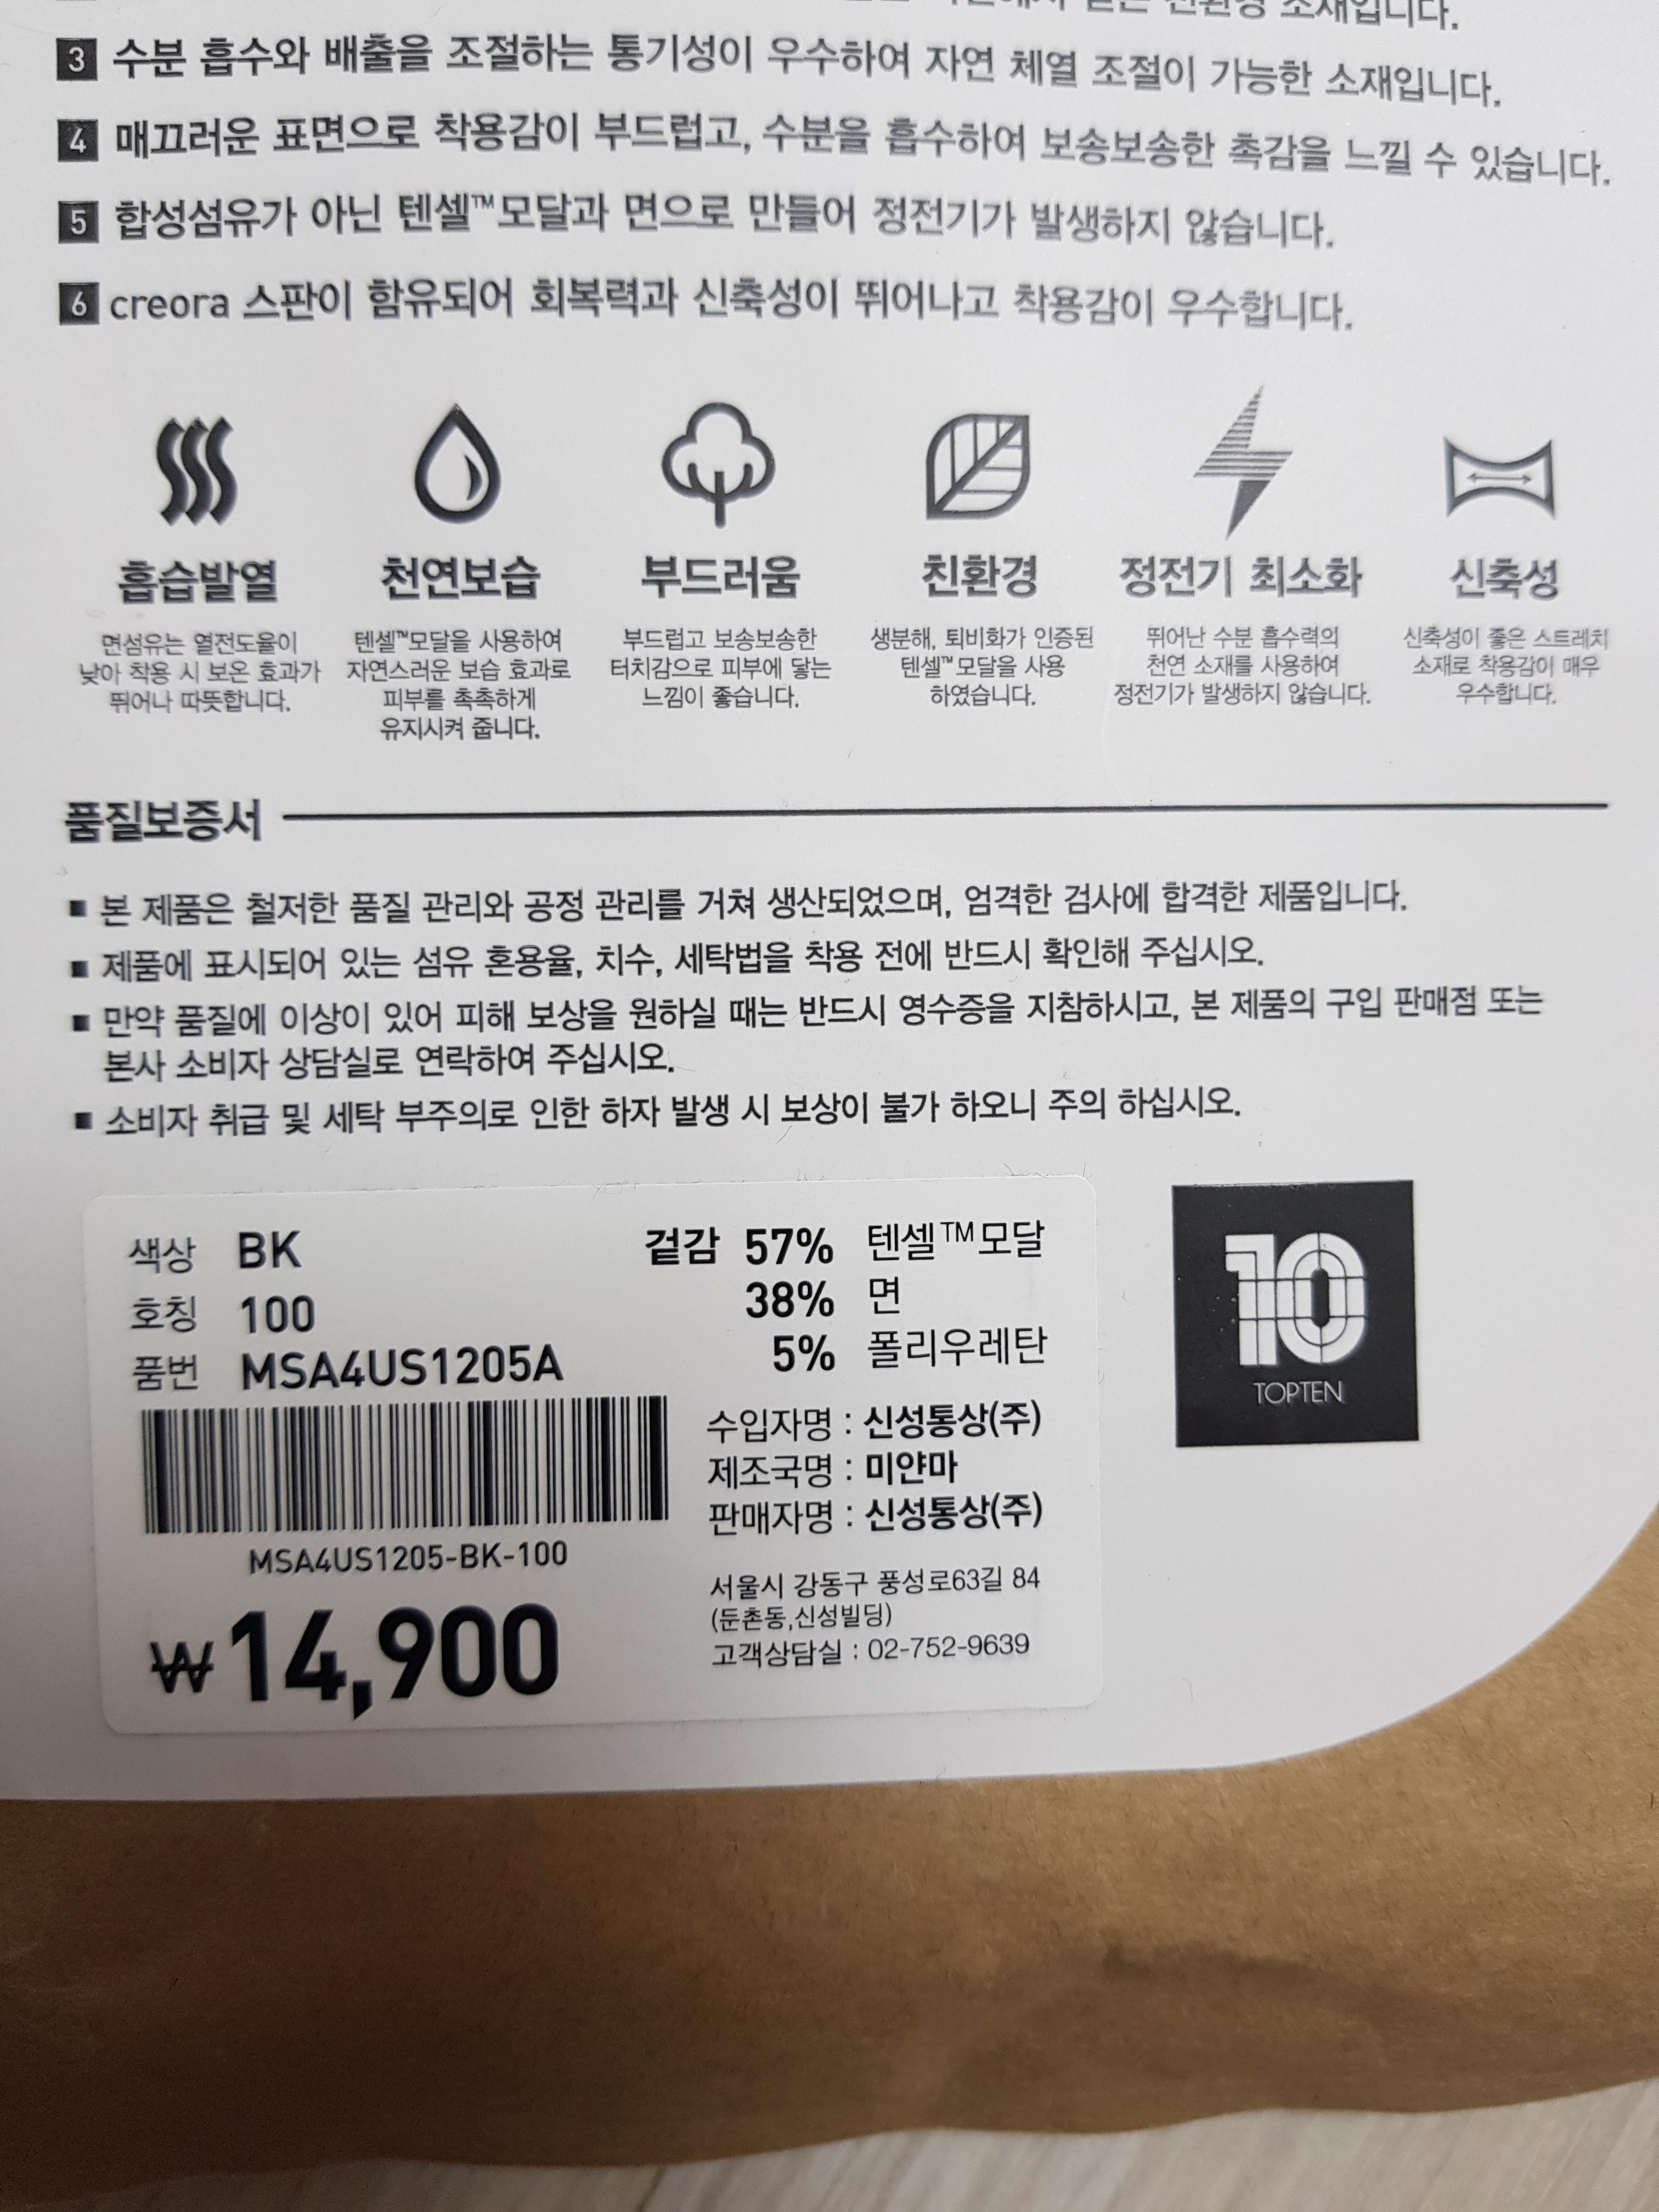 소재입니다.
3 수분 흡수와 배출을 조절하는 통기성이 우수하여 자연 체열 조절이 가능한 소재입니다.
4 매끄러운 표면으로 착용감이 부드럽고, 수분을 흡수하여 보송보송한 촉감을 느낄 수 있습니다.
5 합성섬유가 아닌 텐셀™모달과 면으로 만들어 정전기가 발생하지 않습니다.
6 creora 스판이 함유되어 회복력과 신축성이 뛰어나고 착용감이 우수합니다.
흡습발열
면섬유는 열전도율이
낮아 착용 시 보온 효과가
뛰어나 따뜻합니다.
천연보습
텐셀™모달을 사용하여
자연스러운 보습 효과로
피부를 촉촉하게
유지시켜 줍니다.
부드러움
부드럽고 보송보송한
터치감으로 피부에 닿는
느낌이 좋습니다.
친환경
생분해, 퇴비화가 인증된
텐셀™모달을 사용
하였습니다.
정전기 최소화
뛰어난 수분 흡수력의
천연 소재를 사용하여
정전기가 발생하지 않습니다.
신축성
신축성이 좋은 스트레치
소재로 착용감이 매우
우수합니다.
품질보증서
■ 본 제품은 철저한 품질 관리와 공정 관리를 거쳐 생산되었으며, 엄격한 검사에 합격한 제품입니다.
■ 제품에 표시되어 있는 섬유 혼용율, 치수, 세탁법을 착용 전에 반드시 확인해 주십시오.
■ 만약 품질에 이상이 있어 피해 보상을 원하실 때는 반드시 영수증을 지참하시고, 본 제품의 구입 판매점 또는
본사 소비자 상담실로 연락하여 주십시오.
■ 소비자 취급 및 세탁 부주의로 인한 하자 발생 시 보상이 불가 하오니 주의 하십시오.
색상 BK
호칭 100
품번 MSA4US1205A
MSA4US1205-BK-100
₩14,900
겉감 57% 텐셀™모달
38% 면
5% 폴리우레탄
수입자명 : 신성통상(주)
제조국명 : 미얀마
판매자명 : 신성통상(주)
서울시 강동구 풍성로63길 84
(둔촌동,신성빌딩)
고객상담실 : 02-752-9639
10
TOPTEN